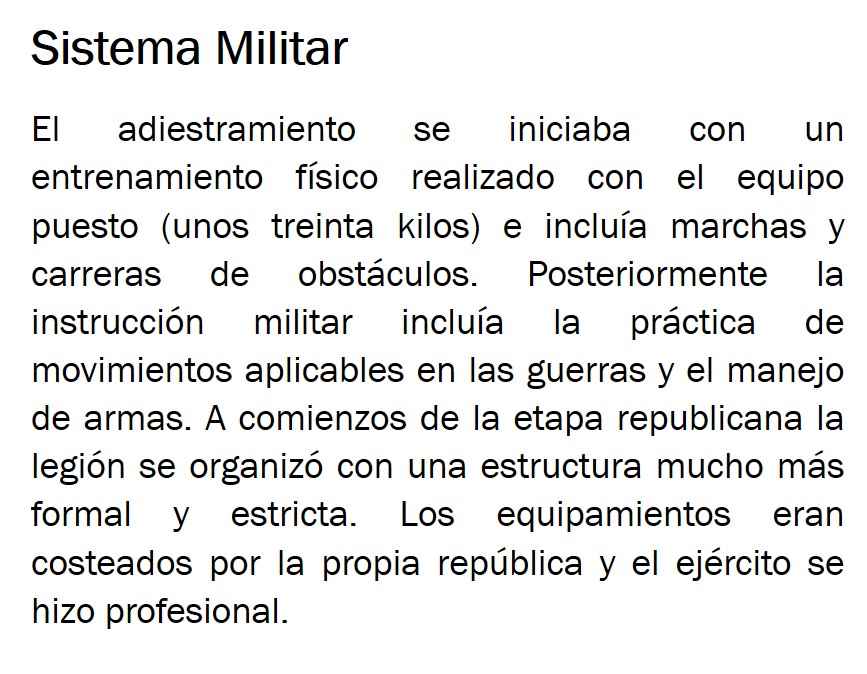 Sistema Militar
El adiestramiento se iniciaba con un
entrenamiento físico realizado con el equipo
puesto (unos treinta kilos) e incluía marchas y
carreras de obstáculos. Posteriormente la
instrucción militar incluía la práctica de
movimientos aplicables en las guerras y el manejo
de armas. A comienzos de la etapa republicana la
legión se organizó con una estructura mucho más
formal y estricta. Los equipamientos eran
costeados por la propia república y el ejército se
hizo profesional.